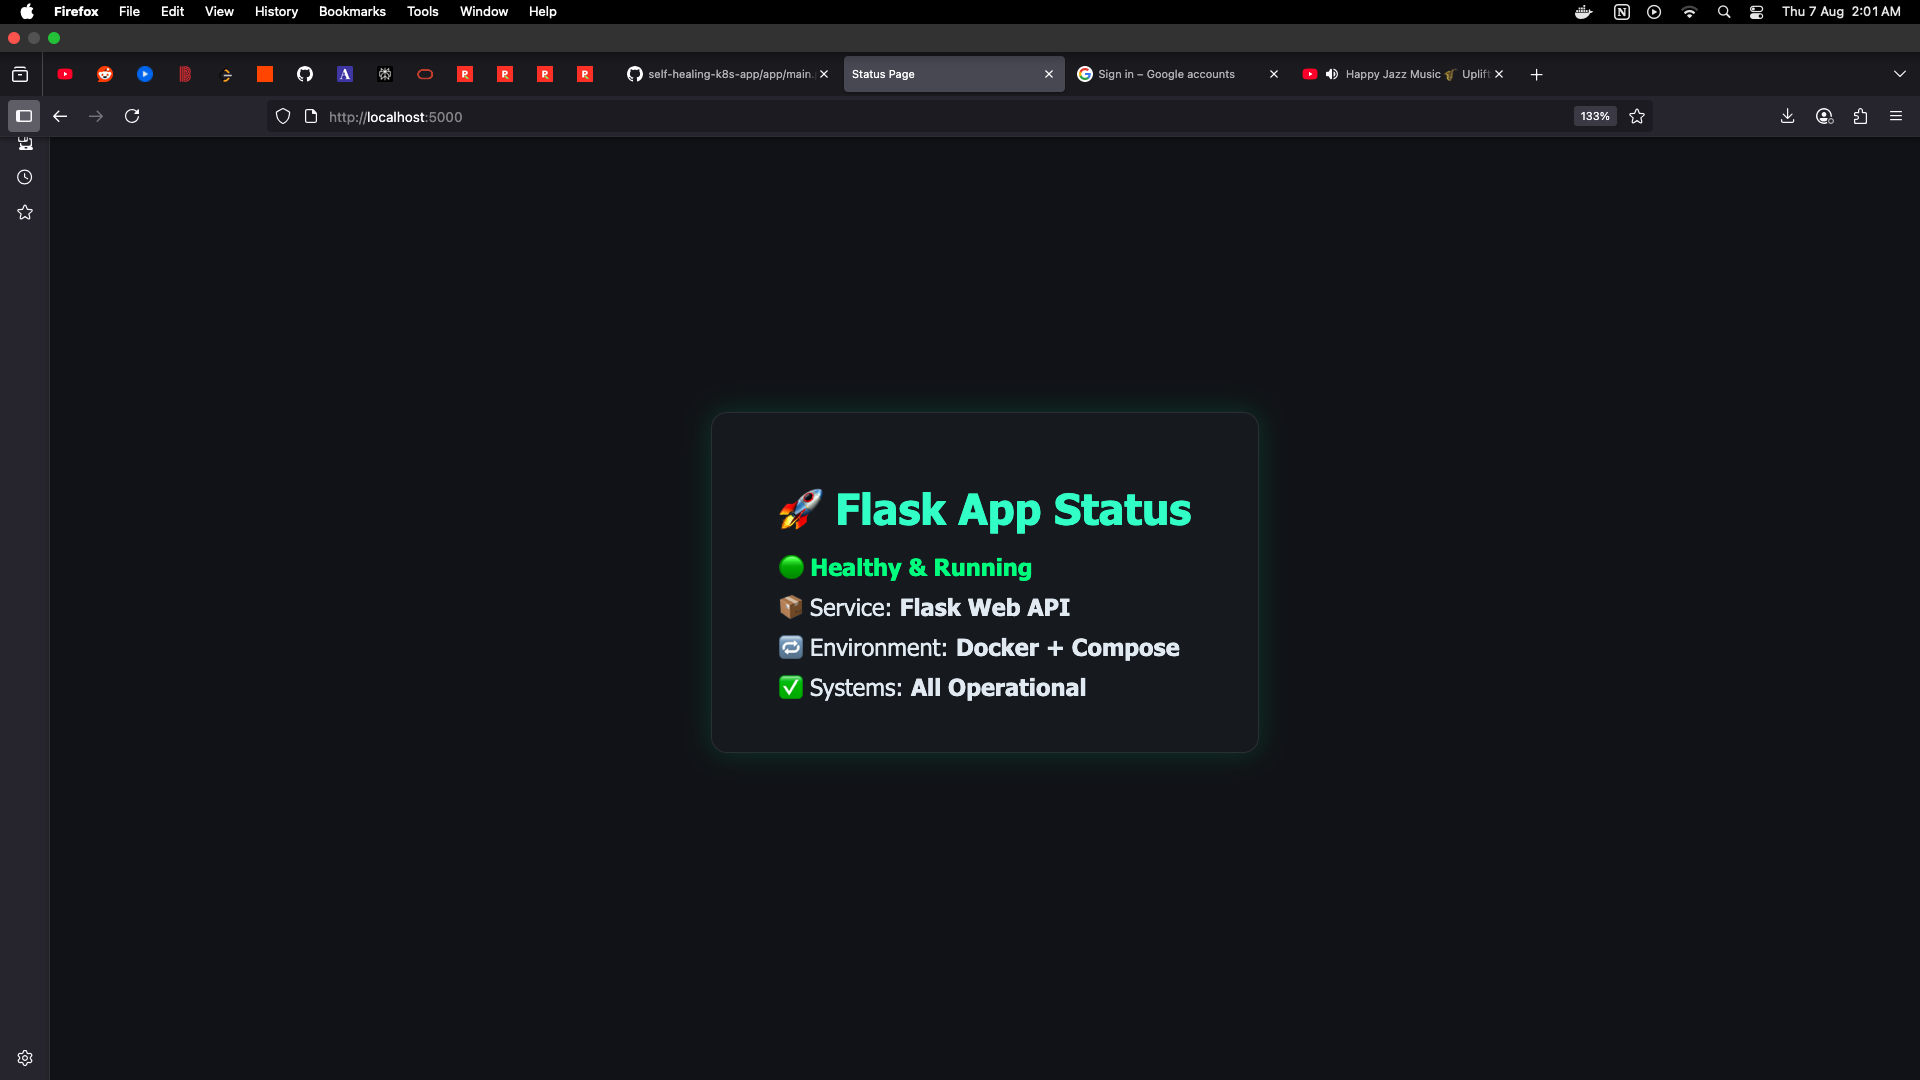 Firefox File Edit View History Bookmarks Tools Window Help Thu 7 Aug 2:01 AM
self-healing-k8s-app/app/main. Status Page Sign in – Google accounts Happy Jazz Music 🎷 Uplift
http://localhost:5000 133%
🚀 Flask App Status
🟢 Healthy & Running
📦 Service: Flask Web API
🔁 Environment: Docker + Compose
✅ Systems: All Operational